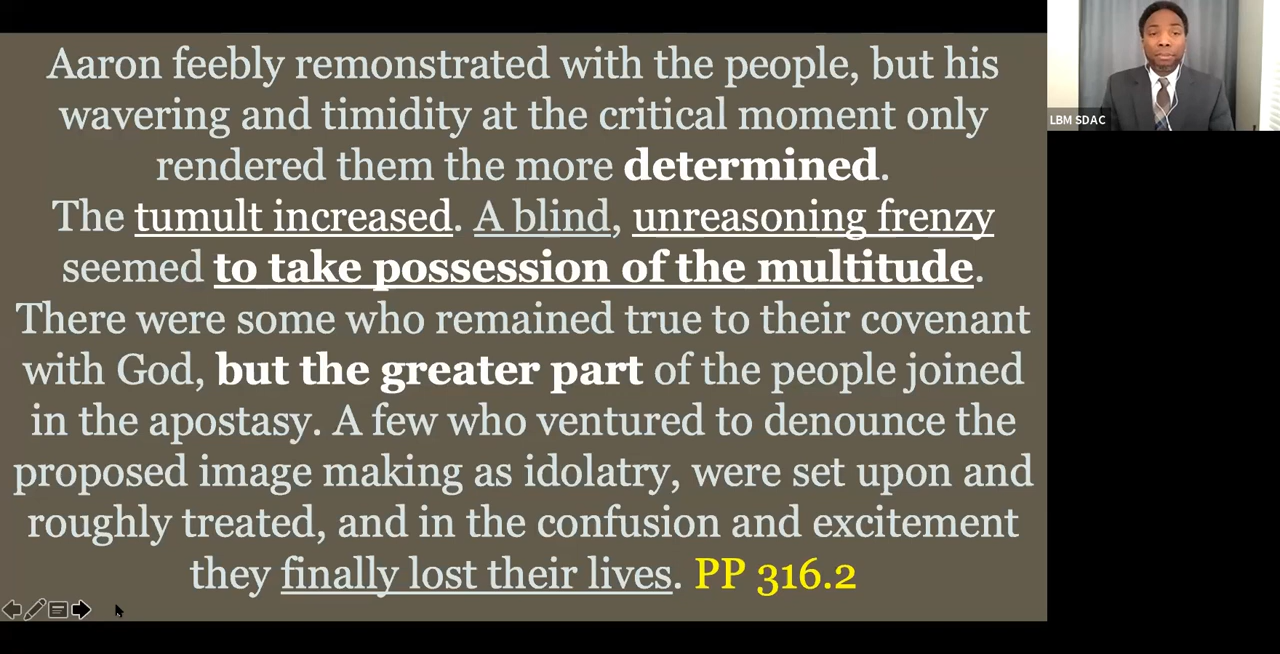 Aaron feebly remonstrated with the people, but his
wavering and timidity at the critical moment only
rendered them the more determined.
The tumult increased. A blind, unreasoning frenzy
seemed to take possession of the multitude.
There were some who remained true to their covenant
with God, but the greater part of the people joined
in the apostasy. A few who ventured to denounce the
proposed image making as idolatry, were set upon and
roughly treated, and in the confusion and excitement
they finally lost their lives. PP 316.2
LBM SDAC